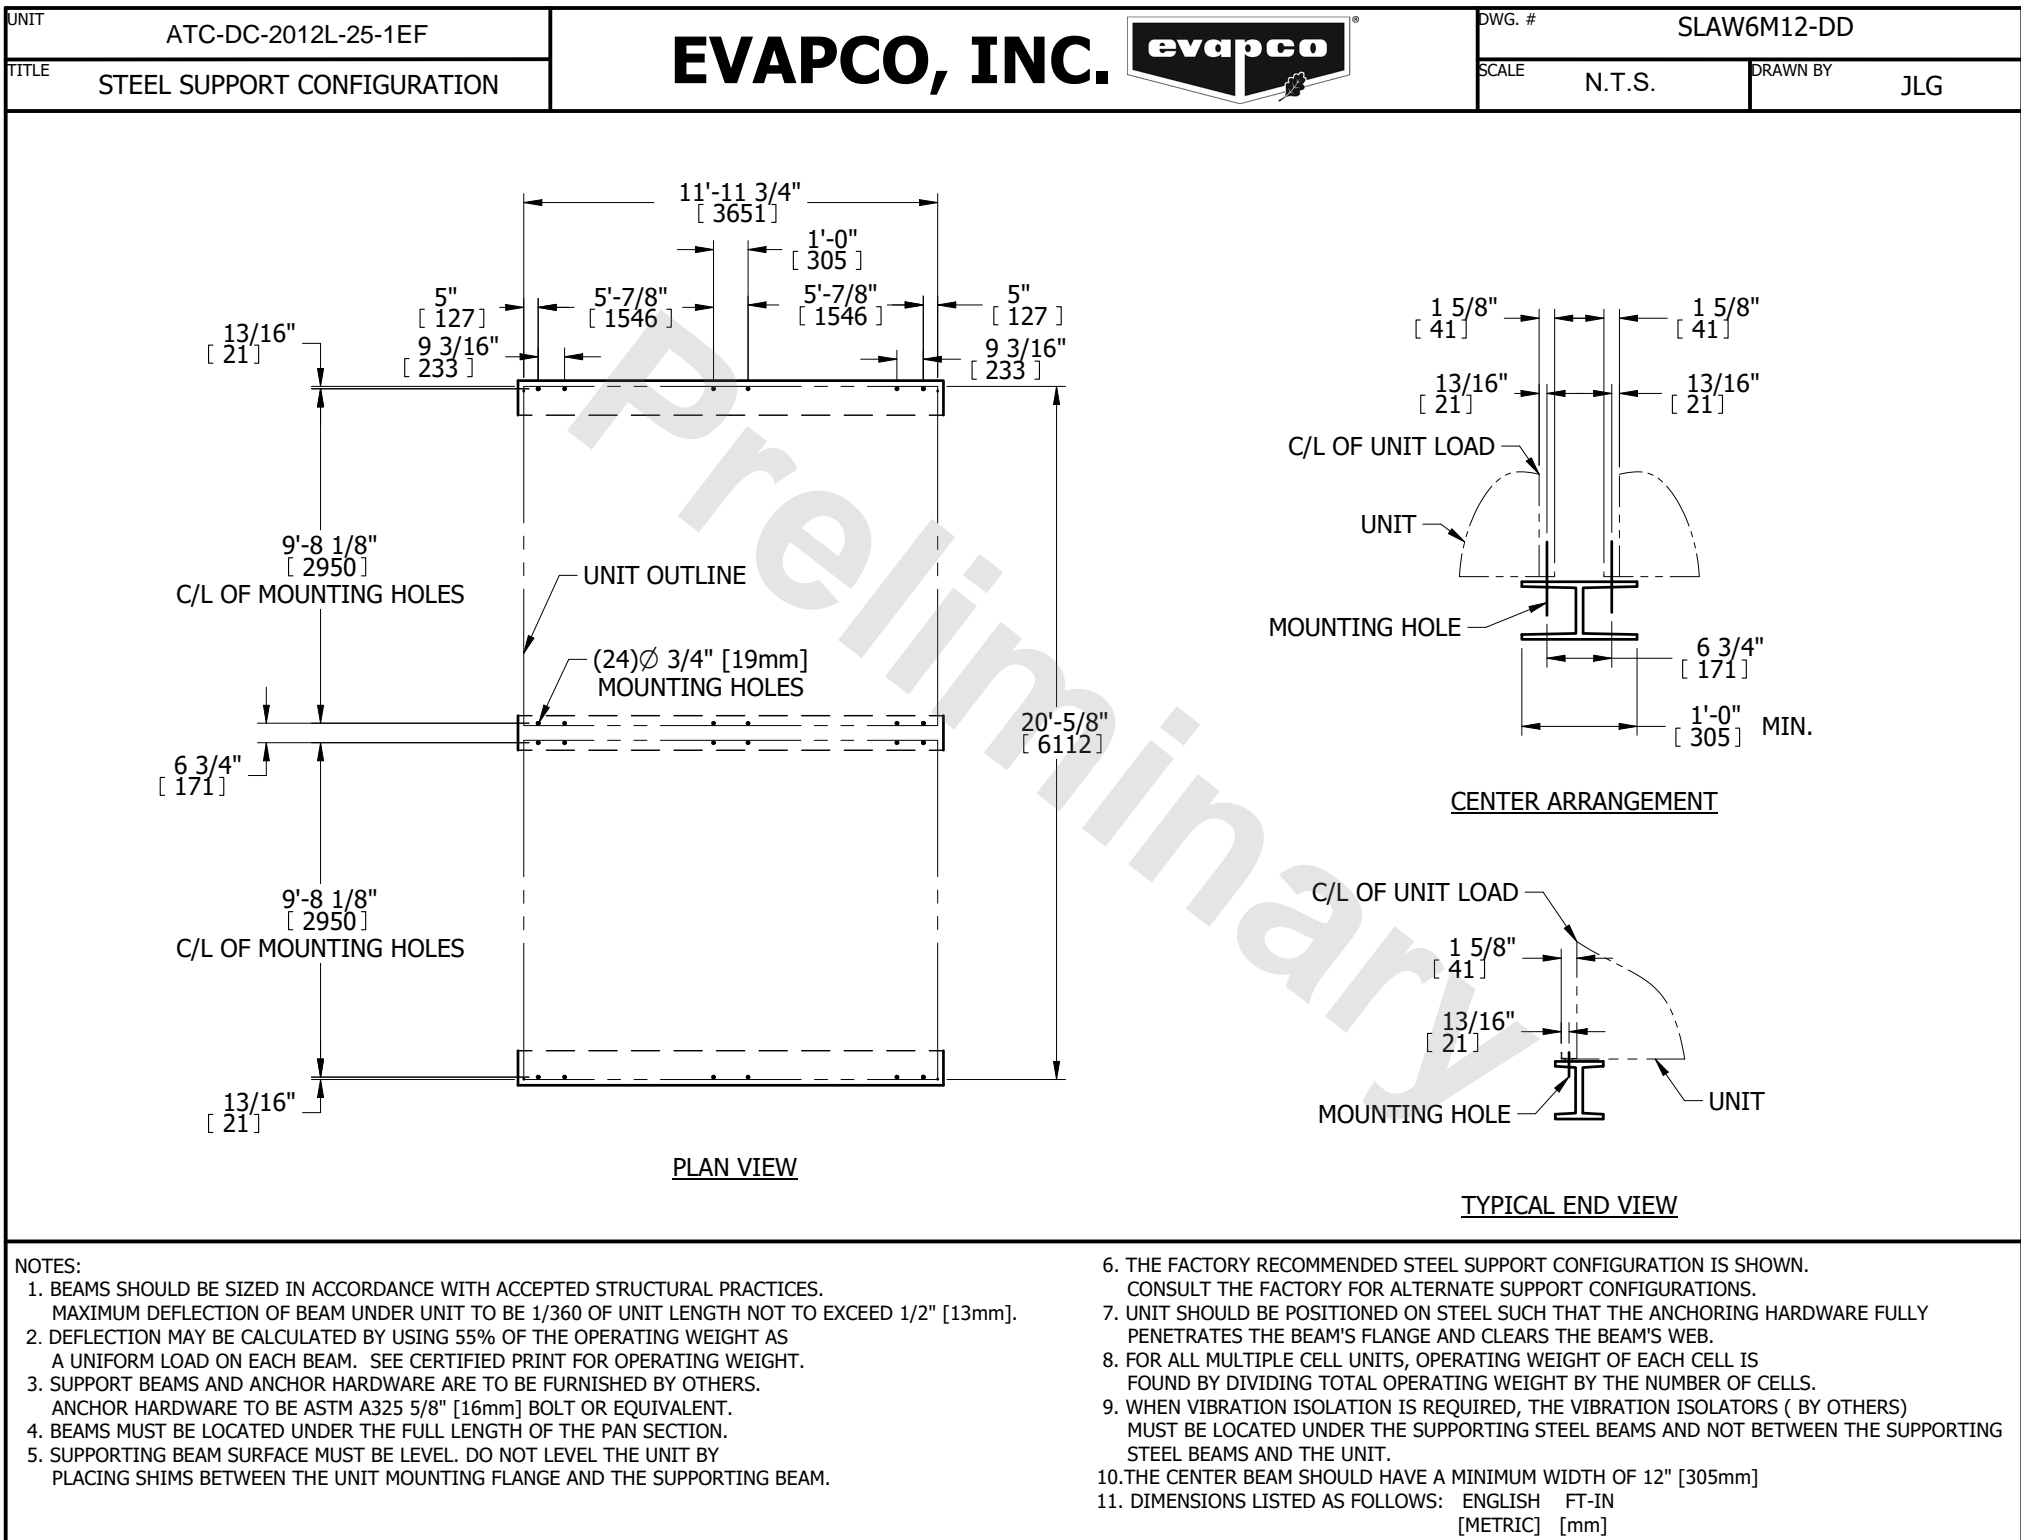 UNIT
ATC-DC-2012L-25-1EF
TITLE
STEEL SUPPORT CONFIGURATION
EVAPCO, INC.
evapco
®
DWG. #
SLAW6M12-DD
SCALE
N.T.S.
DRAWN BY
JLG
11'-11 3/4"
[ 3651 ]
1'-0"
[ 305 ]
5"
[ 127 ]
5'-7/8"
[ 1546 ]
5'-7/8"
[ 1546 ]
5"
[ 127 ]
13/16"
[ 21 ]
9 3/16"
[ 233 ]
9 3/16"
[ 233 ]
9'-8 1/8"
[ 2950 ]
C/L OF MOUNTING HOLES
UNIT OUTLINE
(24)Ø 3/4" [19mm]
MOUNTING HOLES
6 3/4"
[ 171 ]
20'-5/8"
[ 6112 ]
9'-8 1/8"
[ 2950 ]
C/L OF MOUNTING HOLES
13/16"
[ 21 ]
PLAN VIEW
Preliminary
1 5/8"
[ 41 ]
1 5/8"
[ 41 ]
13/16"
[ 21 ]
13/16"
[ 21 ]
C/L OF UNIT LOAD
UNIT
MOUNTING HOLE
6 3/4"
[ 171 ]
1'-0"
[ 305 ]
MIN.
CENTER ARRANGEMENT
C/L OF UNIT LOAD
1 5/8"
[ 41 ]
13/16"
[ 21 ]
MOUNTING HOLE
UNIT
TYPICAL END VIEW
NOTES:
1. BEAMS SHOULD BE SIZED IN ACCORDANCE WITH ACCEPTED STRUCTURAL PRACTICES.
MAXIMUM DEFLECTION OF BEAM UNDER UNIT TO BE 1/360 OF UNIT LENGTH NOT TO EXCEED 1/2" [13mm].
2. DEFLECTION MAY BE CALCULATED BY USING 55% OF THE OPERATING WEIGHT AS
A UNIFORM LOAD ON EACH BEAM. SEE CERTIFIED PRINT FOR OPERATING WEIGHT.
3. SUPPORT BEAMS AND ANCHOR HARDWARE ARE TO BE FURNISHED BY OTHERS.
ANCHOR HARDWARE TO BE ASTM A325 5/8" [16mm] BOLT OR EQUIVALENT.
4. BEAMS MUST BE LOCATED UNDER THE FULL LENGTH OF THE PAN SECTION.
5. SUPPORTING BEAM SURFACE MUST BE LEVEL. DO NOT LEVEL THE UNIT BY
PLACING SHIMS BETWEEN THE UNIT MOUNTING FLANGE AND THE SUPPORTING BEAM.
6. THE FACTORY RECOMMENDED STEEL SUPPORT CONFIGURATION IS SHOWN.
CONSULT THE FACTORY FOR ALTERNATE SUPPORT CONFIGURATIONS.
7. UNIT SHOULD BE POSITIONED ON STEEL SUCH THAT THE ANCHORING HARDWARE FULLY
PENETRATES THE BEAM'S FLANGE AND CLEARS THE BEAM'S WEB.
8. FOR ALL MULTIPLE CELL UNITS, OPERATING WEIGHT OF EACH CELL IS
FOUND BY DIVIDING TOTAL OPERATING WEIGHT BY THE NUMBER OF CELLS.
9. WHEN VIBRATION ISOLATION IS REQUIRED, THE VIBRATION ISOLATORS ( BY OTHERS)
MUST BE LOCATED UNDER THE SUPPORTING STEEL BEAMS AND NOT BETWEEN THE SUPPORTING
STEEL BEAMS AND THE UNIT.
10.THE CENTER BEAM SHOULD HAVE A MINIMUM WIDTH OF 12" [305mm]
11. DIMENSIONS LISTED AS FOLLOWS: ENGLISH FT-IN
[METRIC] [mm]